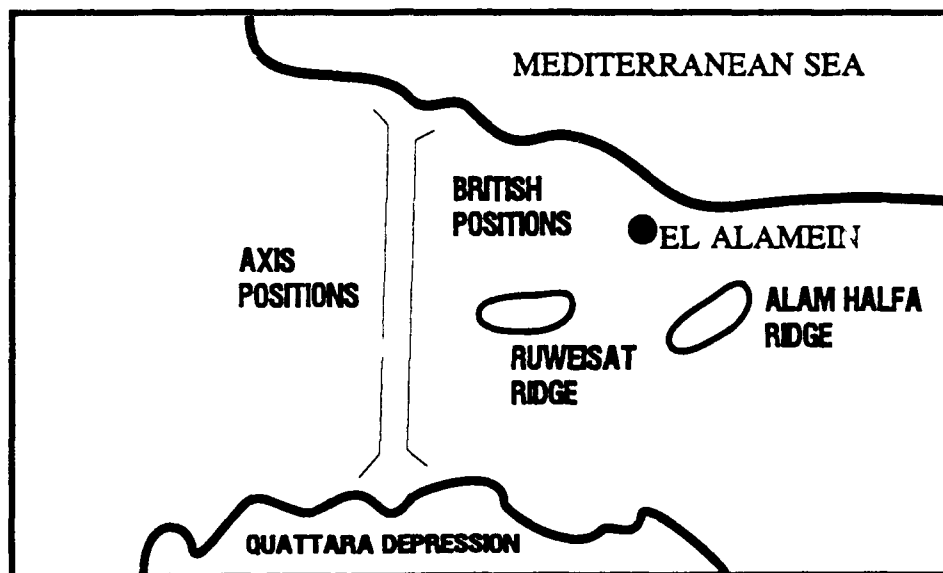 MEDITERRANEAN SEA
BRITISH
POSITIONS
EL ALAMEIN
AXIS
POSITIONS
ALAM HALFA
RIDGE
RUWEISAT
RIDGE
QUATTARA DEPRESSION